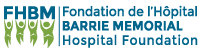 FHBM
Fondation de l'Hôpital
BARRIE MEMORIAL
Hospital Foundation